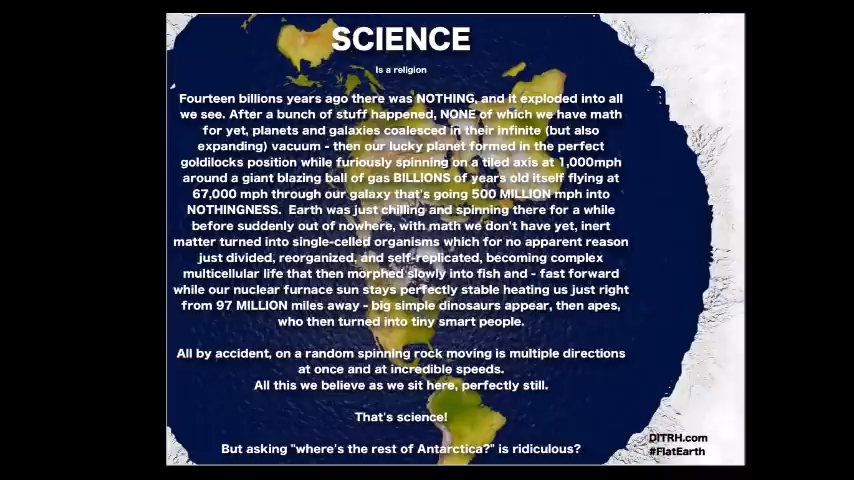 SCIENCE
Is a religion
Fourteen billions years ago there was NOTHING, and it exploded into all
we see. After a bunch of stuff happened, NONE of which we have math
for yet, planets and galaxies coalesced in their infinite (but also
expanding) vacuum - then our lucky planet formed in the perfect
goldilocks position while furiously spinning on a tiled axis at 1,000mph
around a giant blazing ball of gas BILLIONS of years old itself flying at
67,000 mph through our galaxy that's going 500 MILLION mph into
NOTHINGNESS. Earth was just chilling and spinning there for a while
before suddenly out of nowhere, with math we don't have yet, inert
matter turned into single-celled organisms which for no apparent reason
just divided, reorganized, and self-replicated, becoming complex
multicellular life that then morphed slowly into fish and - fast forward
while our nuclear furnace sun stays perfectly stable heating us just right
from 97 MILLION miles away - big simple dinosaurs appear, then apes,
who then turned into tiny smart people.
All by accident, on a random spinning rock moving is multiple directions
at once and at incredible speeds.
All this we believe as we sit here, perfectly still.
That's science!
But asking "where's the rest of Antarctica?" is ridiculous?
DITRH.com
#FlatEarth